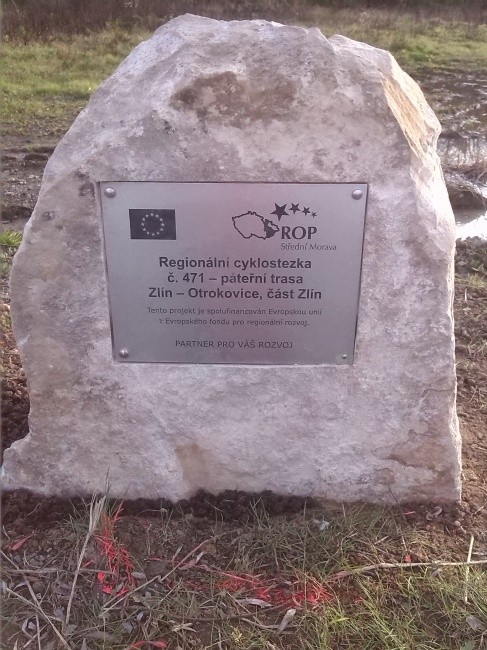 ROP
Střední Morava
Regionální cyklostezka
č. 471 – páteřní trasa
Zlín – Otrokovice, část Zlín
Tento projekt je spolufinancován Evropskou unií
z Evropského fondu pro regionální rozvoj.
PARTNER PRO VÁŠ ROZVOJ